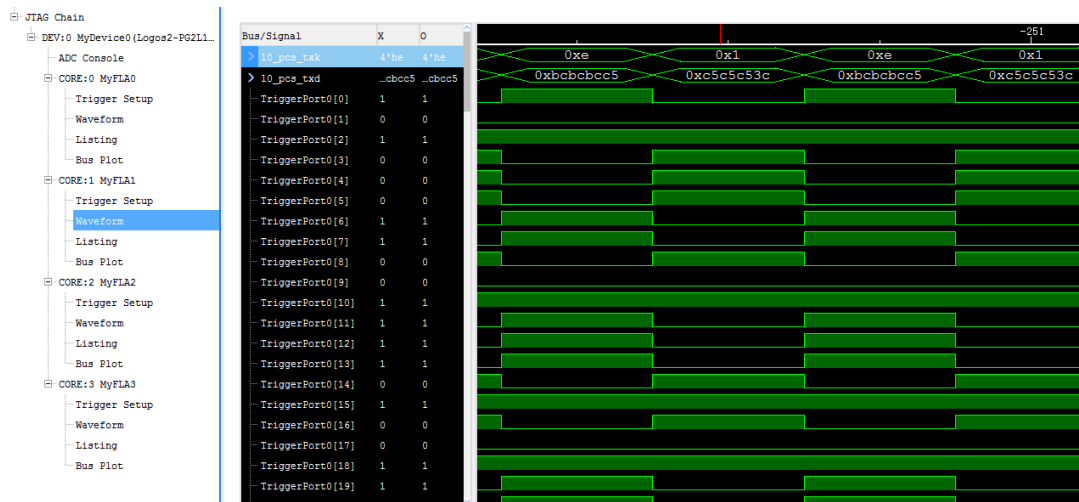 JTAG Chain
DEV:0 MyDevice0(Logos2-PG2L1...
ADC Console
CORE:0 MyFLA0
Trigger Setup
Waveform
Listing
Bus Plot
CORE:1 MyFLA1
Trigger Setup
Waveform
Listing
Bus Plot
CORE:2 MyFLA2
Trigger Setup
Waveform
Listing
Bus Plot
CORE:3 MyFLA3
Trigger Setup
Waveform
Listing
Bus Plot
Bus/Signal X O -251
10_pcs_txk 4'he 4'he 0xe 0x1 0xe 0x1
10_pcs_txd …cbcc5 …cbcc5 0xbcbcbcc5 0xc5c5c53c 0xbcbcbcc5 0xc5c5c53c
TriggerPort0[0] 1 1
TriggerPort0[1] 0 0
TriggerPort0[2] 1 1
TriggerPort0[3] 0 0
TriggerPort0[4] 0 0
TriggerPort0[5] 0 0
TriggerPort0[6] 1 1
TriggerPort0[7] 1 1
TriggerPort0[8] 0 0
TriggerPort0[9] 0 0
TriggerPort0[10] 1 1
TriggerPort0[11] 1 1
TriggerPort0[12] 1 1
TriggerPort0[13] 1 1
TriggerPort0[14] 0 0
TriggerPort0[15] 1 1
TriggerPort0[16] 0 0
TriggerPort0[17] 0 0
TriggerPort0[18] 1 1
TriggerPort0[19] 1 1